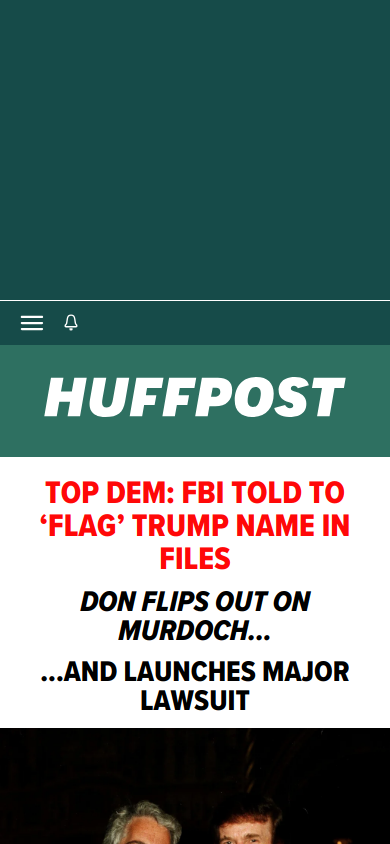 HUFFPOST
TOP DEM: FBI TOLD TO
‘FLAG’ TRUMP NAME IN
FILES
DON FLIPS OUT ON
MURDOCH...
...AND LAUNCHES MAJOR
LAWSUIT